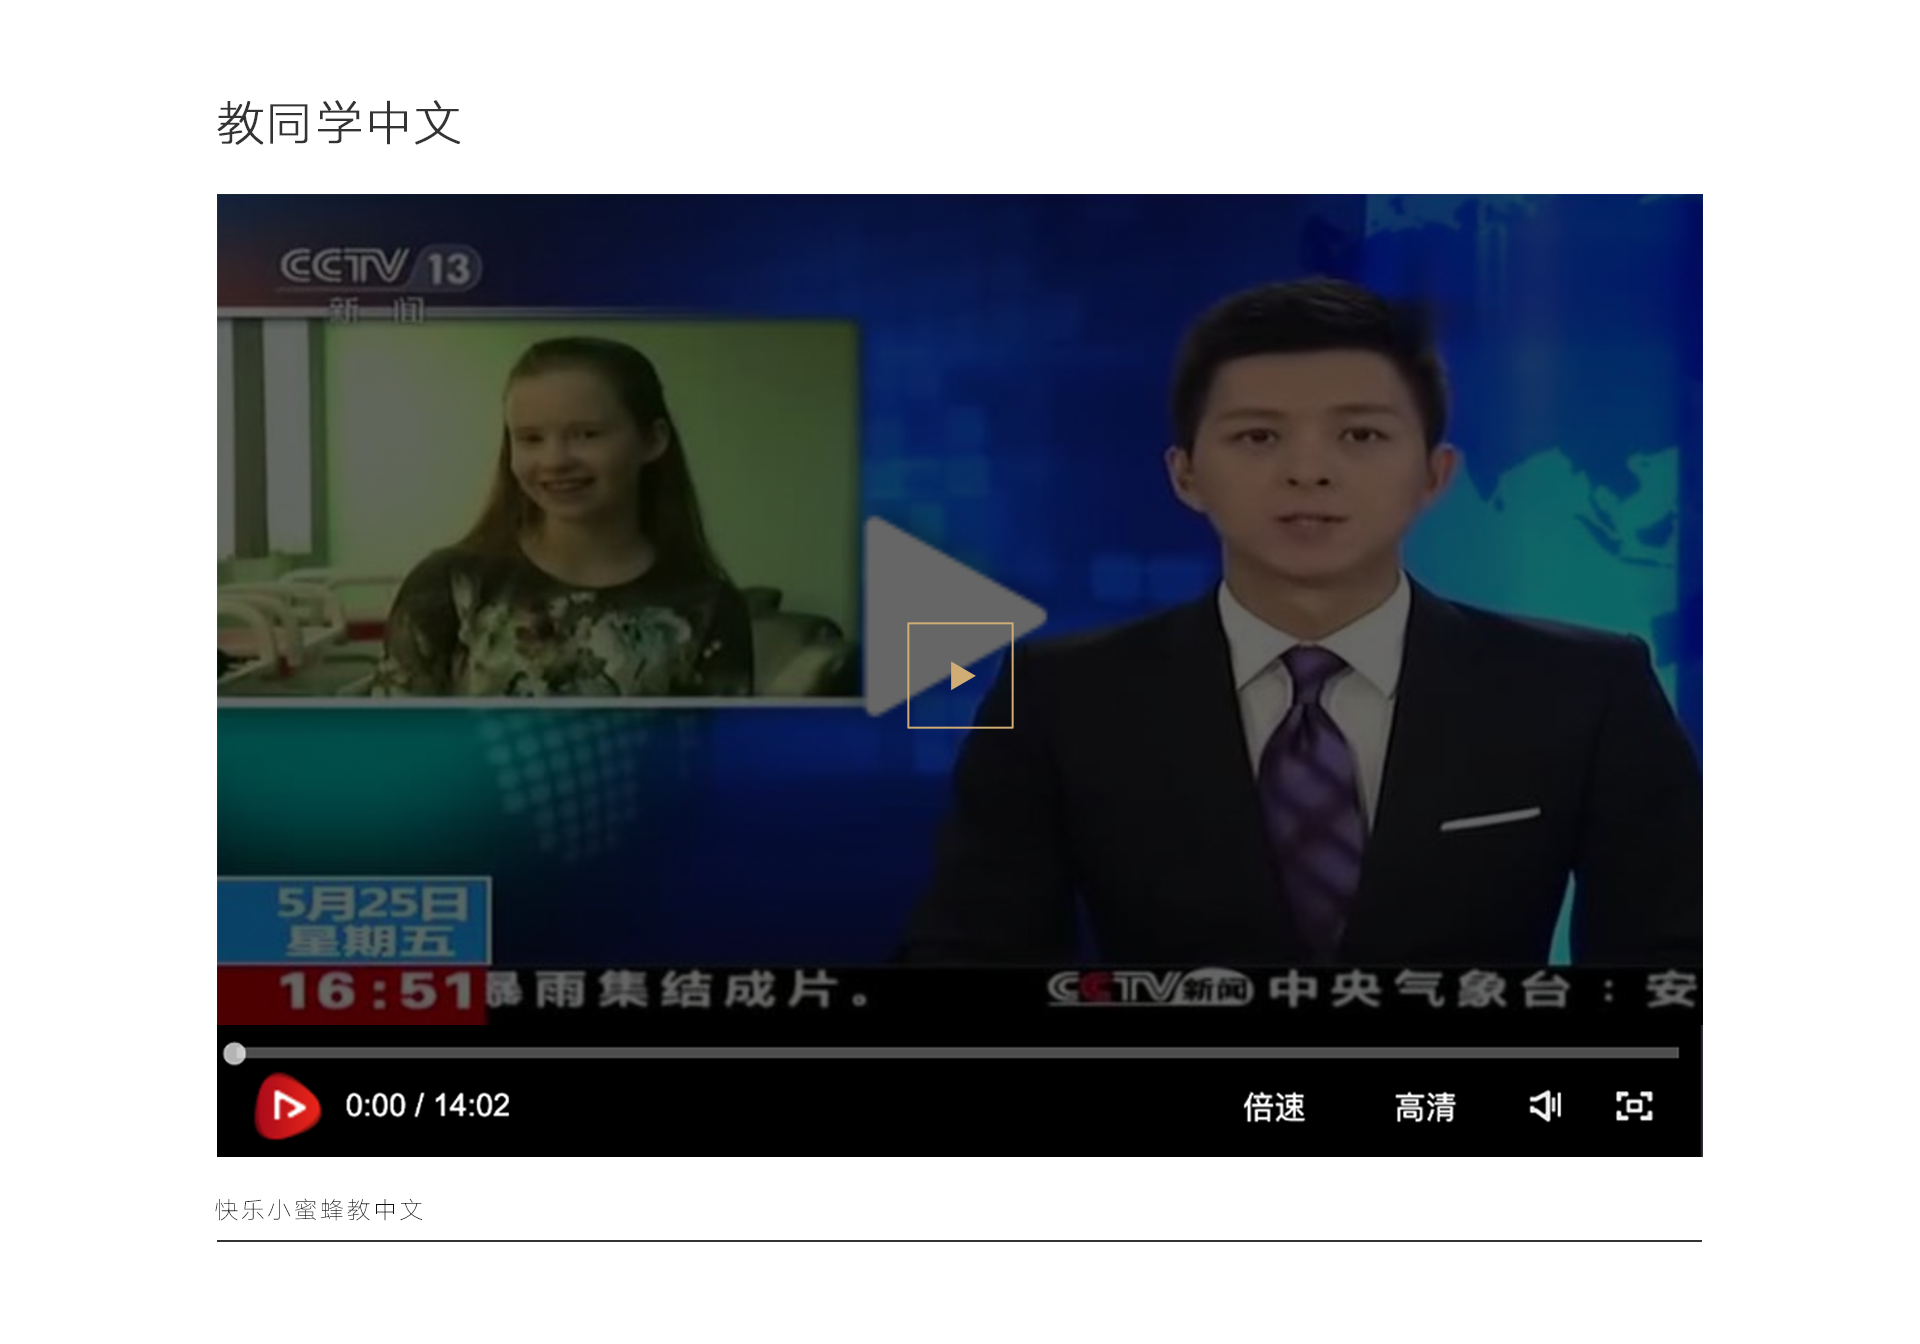 教同学中文
CCTV 13
新闻
5月25日
星期五
16:51
暴雨集结成片。 CCTV新闻 中央气象台：安
0:00 / 14:02 倍速 高清
快乐小蜜蜂教中文